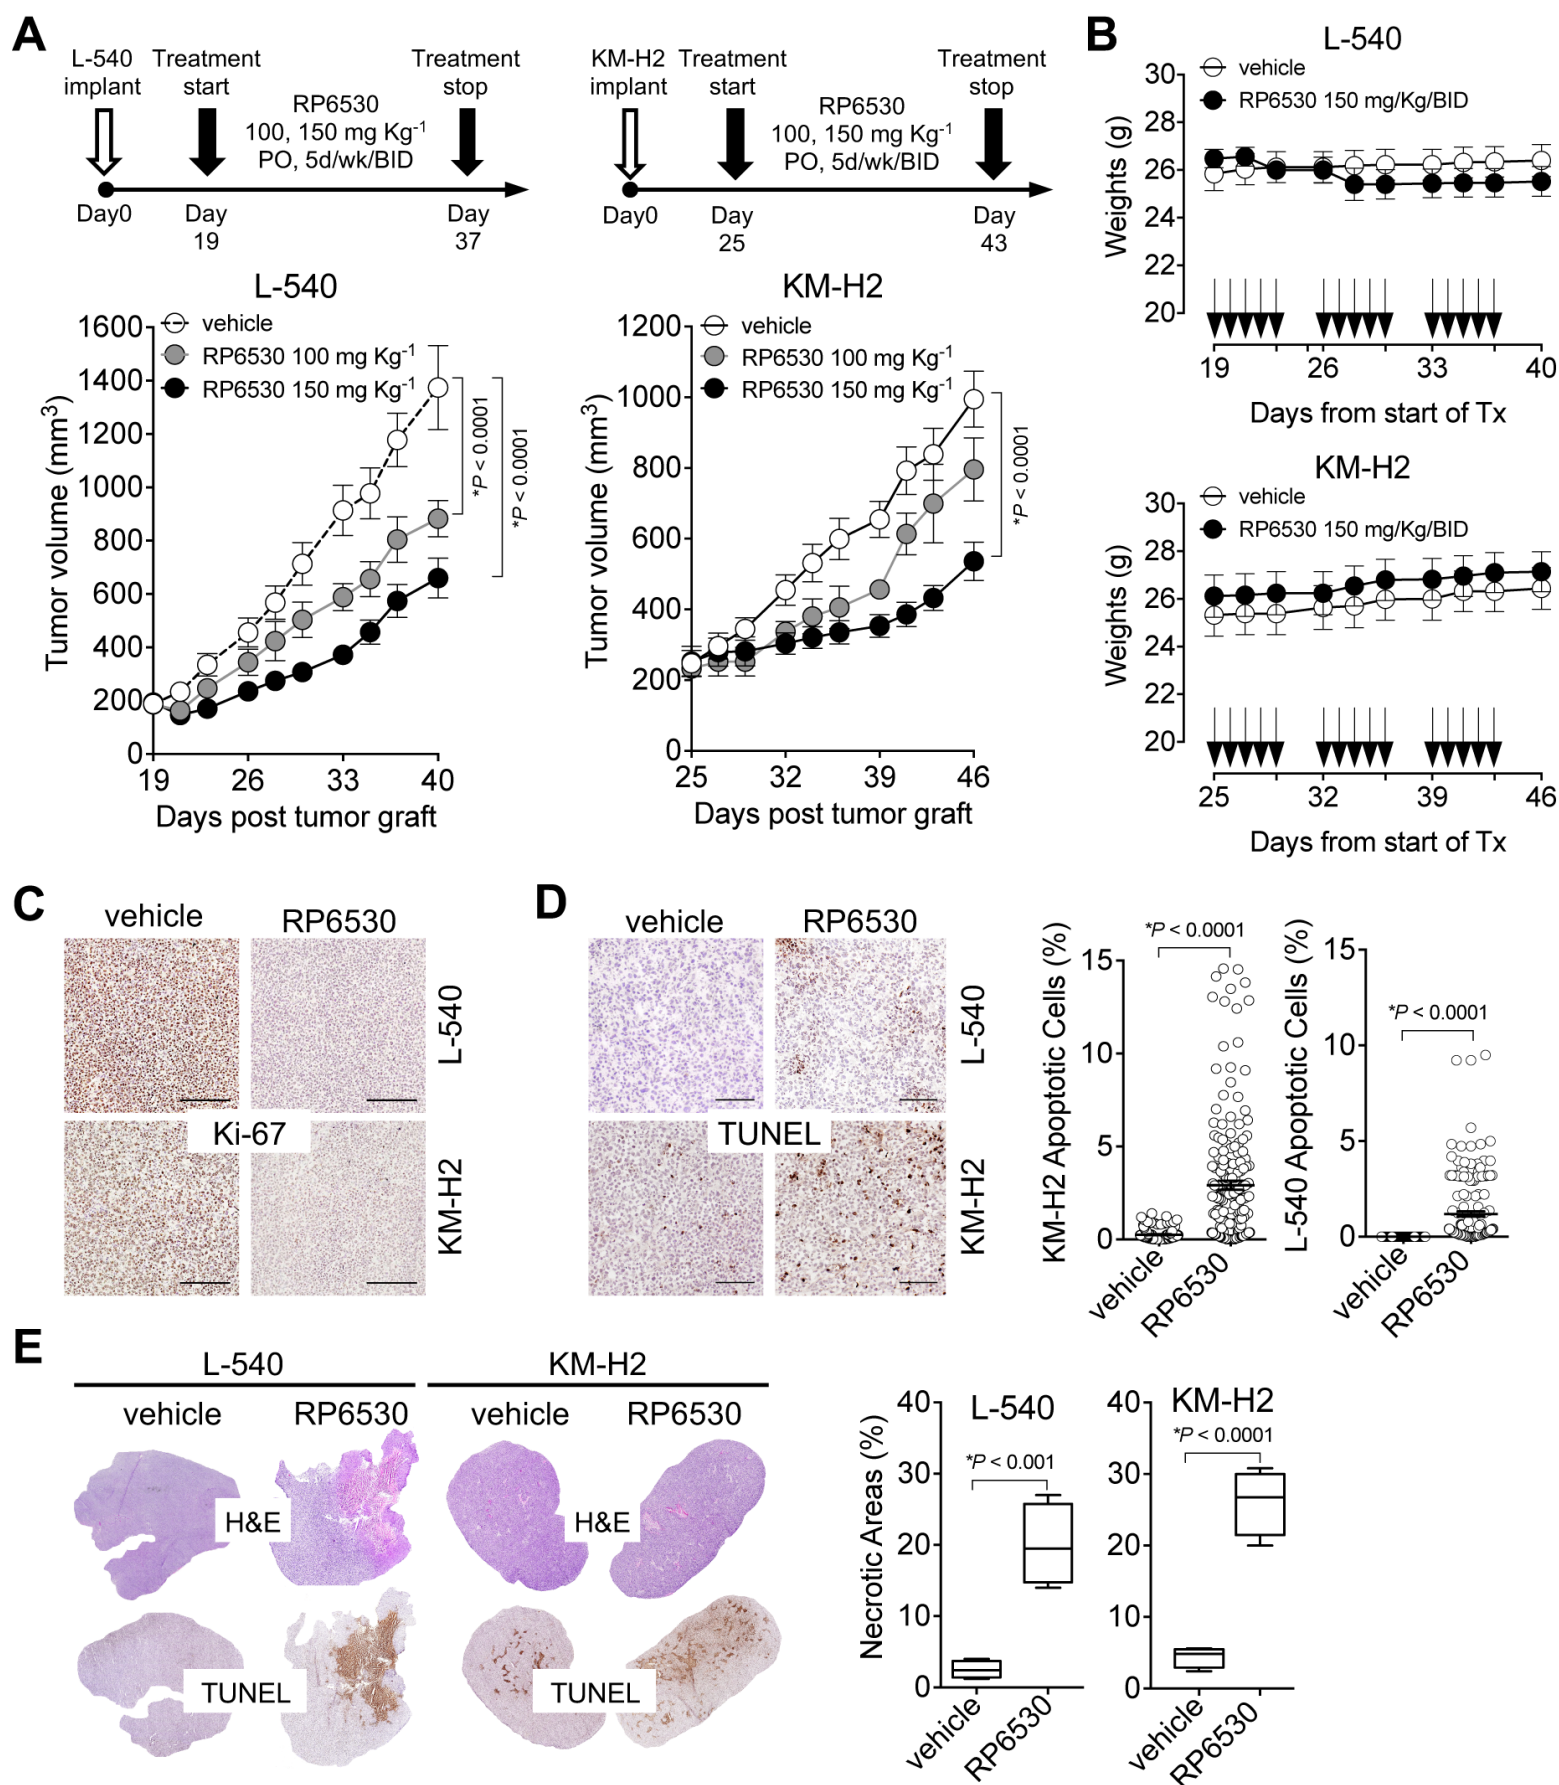 A
L-540 implant
Treatment start
Treatment stop
RP6530
100, 150 mg Kg-1
PO, 5d/wk/BID
Day0
Day 19
Day 37
KM-H2 implant
Treatment start
Treatment stop
RP6530
100, 150 mg Kg-1
PO, 5d/wk/BID
Day0
Day 25
Day 43
L-540
vehicle
RP6530 100 mg Kg-1
RP6530 150 mg Kg-1
Tumor volume (mm3)
1600
1400
1200
1000
800
600
400
200
0
19 26 33 40
Days post tumor graft
*P < 0.0001
*P < 0.0001
KM-H2
vehicle
RP6530 100 mg Kg-1
RP6530 150 mg Kg-1
Tumor volume (mm3)
1200
1000
800
600
400
200
0
25 32 39 46
Days post tumor graft
*P < 0.0001
B
L-540
vehicle
RP6530 150 mg/Kg/BID
Weights (g)
30
28
26
24
22
20
19 26 33 40
Days from start of Tx
KM-H2
vehicle
RP6530 150 mg/Kg/BID
Weights (g)
30
28
26
24
22
20
25 32 39 46
Days from start of Tx
C
vehicle RP6530
L-540
Ki-67
KM-H2
D
vehicle RP6530
L-540
TUNEL
KM-H2
KM-H2 Apoptotic Cells (%)
*P < 0.0001
15
10
5
0
vehicle
RP6530
L-540 Apoptotic Cells (%)
*P < 0.0001
15
10
5
0
vehicle
RP6530
E
L-540 KM-H2
vehicle RP6530 vehicle RP6530
H&E H&E
TUNEL TUNEL
Necrotic Areas (%)
L-540
*P < 0.001
40
30
20
10
0
vehicle
RP6530
KM-H2
*P < 0.0001
40
30
20
10
0
vehicle
RP6530